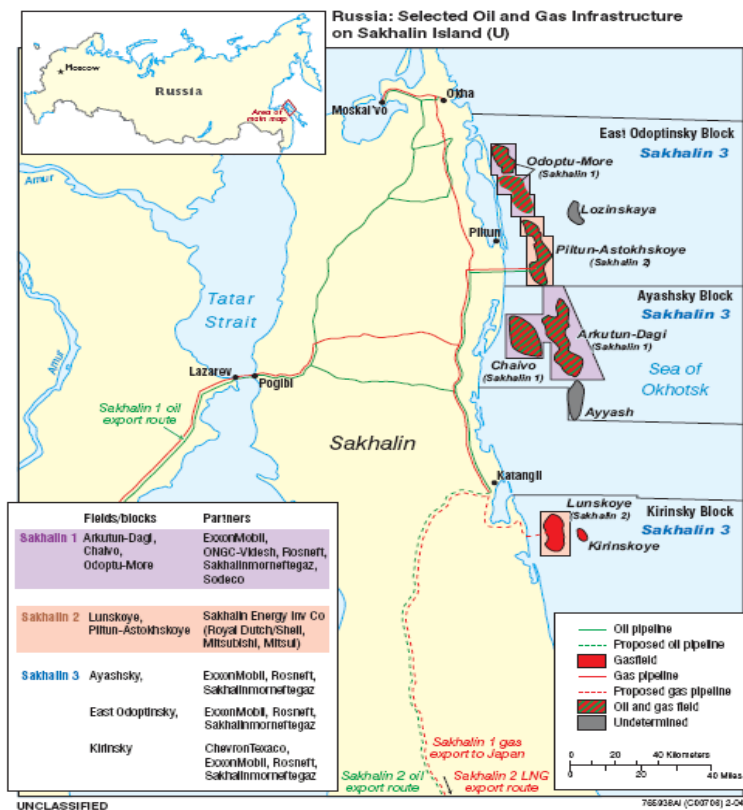 Russia: Selected Oil and Gas Infrastructure
on Sakhalin Island (U)
Moscow
Russia
Area of
main map
Moskal'vo
Okha
East Odoptinsky Block
Sakhalin 3
Odoptu-More
(Sakhalin 1)
Amur
Lozinskaya
Piltun
Piltun-Astokhskoye
(Sakhalin 2)
Ayashsky Block
Sakhalin 3
Tatar
Strait
Arkutun-Dagi
(Sakhalin 1)
Amur
Chaivo
(Sakhalin 1)
Sea of
Okhotsk
Lazarev
Pogibi
Ayyash
Sakhalin 1 oil
export route
Sakhalin
Katangli
Lunskoye
(Sakhalin 2)
Kirinsky Block
Sakhalin 3
Kirinskoye
Fields/blocks Partners
Sakhalin 1 Arkutun-Dagi, ExxonMobil,
Chaivo, ONGC-Videsh, Rosneft,
Odoptu-More Sakhalinmorneftegaz,
Sodeco
Sakhalin 2 Lunskoye, Sakhalin Energy Inv Co
Piltun-Astokhskoye (Royal Dutch/Shell,
Mitsubishi, Mitsui)
Sakhalin 3 Ayashsky, ExxonMobil, Rosneft,
Sakhalinmorneftegaz
East Odoptinsky, ExxonMobil, Rosneft,
Sakhalinmorneftegaz
Kirinsky ChevronTexaco,
ExxonMobil, Rosneft,
Sakhalinmorneftegaz
Oil pipeline
Proposed oil pipeline
Gasfield
Gas pipeline
Proposed gas pipeline
Oil and gas field
Undetermined
0 20 40 Kilometers
0 20 40 Miles
Sakhalin 1 gas
export to Japan
Sakhalin 2 oil
export route
Sakhalin 2 LNG
export route
UNCLASSIFIED